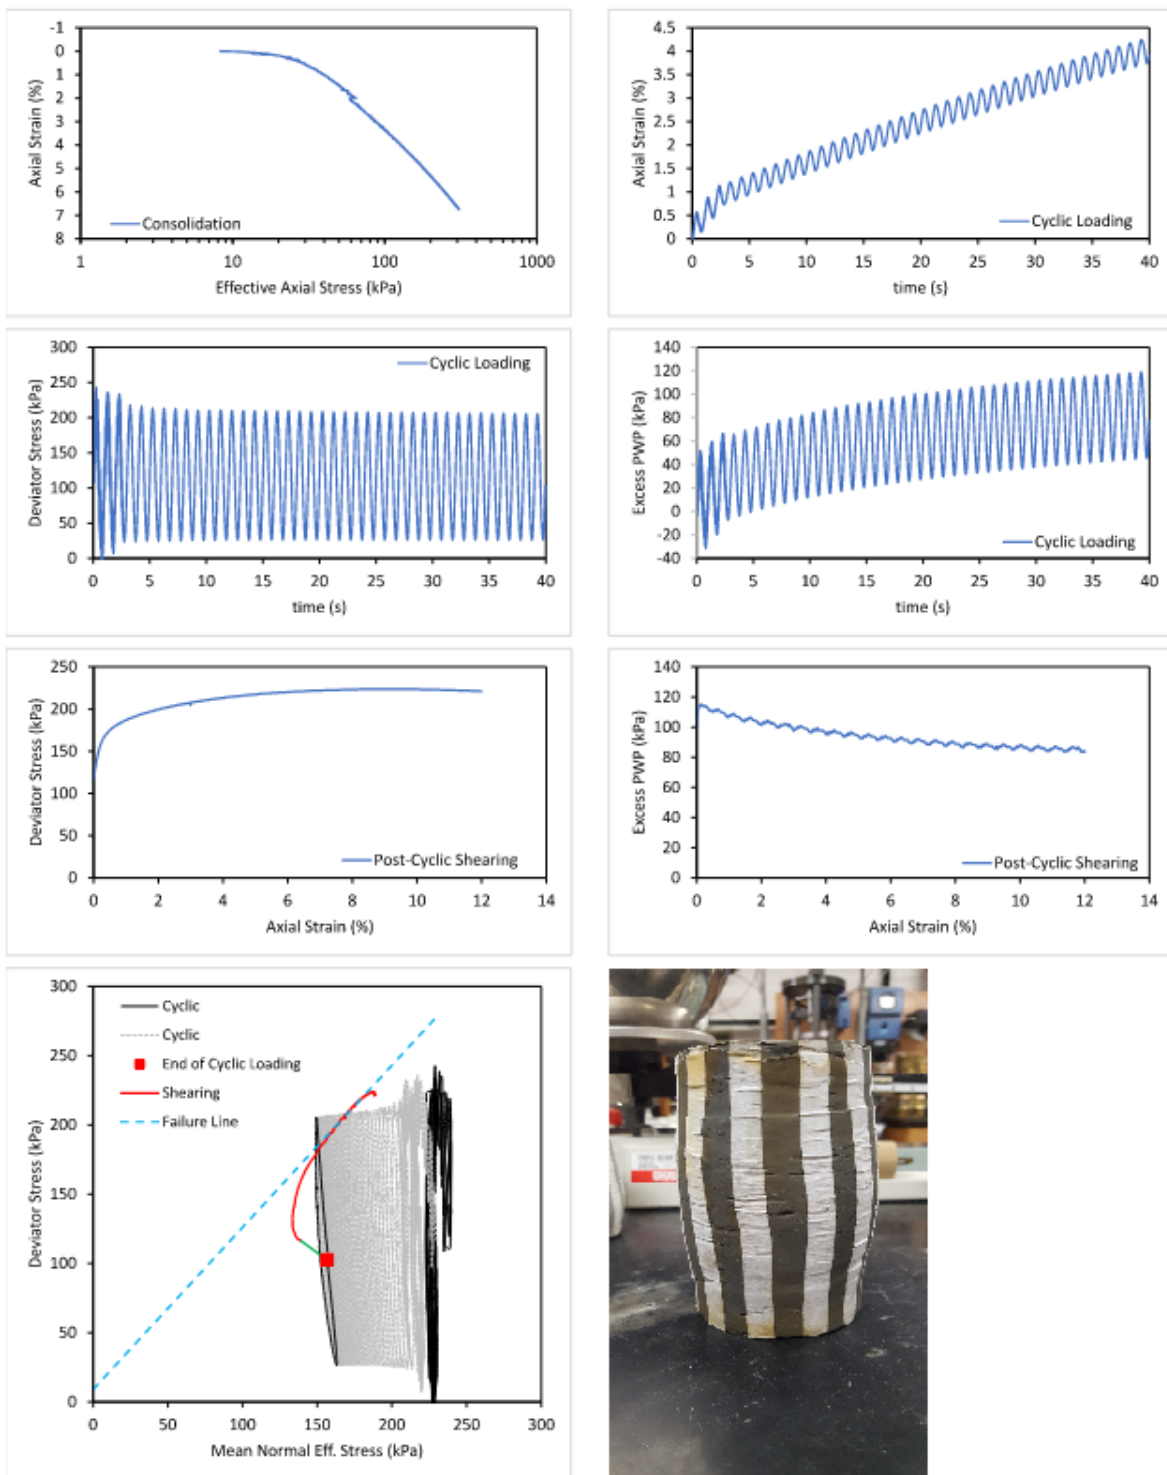 -1
0
1
2
3
4
5
6
7
8
Axial Strain (%)
Consolidation
1
10
100
1000
Effective Axial Stress (kPa)
4.5
4
3.5
3
2.5
2
1.5
1
0.5
0
Axial Strain (%)
Cyclic Loading
0 5 10 15 20 25 30 35 40
time (s)
300
250
200
150
100
50
0
Deviator Stress (kPa)
Cyclic Loading
0 5 10 15 20 25 30 35 40
time (s)
140
120
100
80
60
40
20
0
-20
-40
Excess PWP (kPa)
Cyclic Loading
0 5 10 15 20 25 30 35 40
time (s)
250
200
150
100
50
0
Deviator Stress (kPa)
Post-Cyclic Shearing
0 2 4 6 8 10 12 14
Axial Strain (%)
140
120
100
80
60
40
20
0
Excess PWP (kPa)
Post-Cyclic Shearing
0 2 4 6 8 10 12 14
Axial Strain (%)
300
250
200
150
100
50
0
Deviator Stress (kPa)
Cyclic
Cyclic
End of Cyclic Loading
Shearing
Failure Line
0 50 100 150 200 250 300
Mean Normal Eff. Stress (kPa)